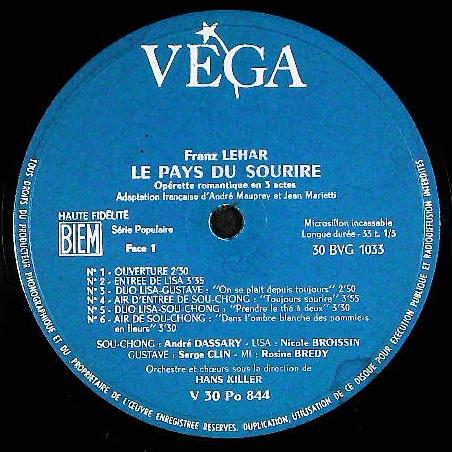 VEGA
Franz LEHAR
LE PAYS DU SOURIRE
Opérette romantique en 3 actes
Adaptation française d'André Mauprey et Jean Marietti
HAUTE FIDÉLITÉ
BIEM
Série Populaire
Face 1
Microsillon incassable
Longue durée - 33 t. 1/3
30 BVG 1033
N° 1 - OUVERTURE 2'30
N° 2 - ENTREE DE LISA 3'35
N° 3 - DUO LISA-GUSTAVE : "On se plait depuis toujours" 2'50
N° 4 - AIR D'ENTREE DE SOU-CHONG : "Toujours sourire" 3'55
N° 5 - DUO LISA-SOU-CHONG : "Prendre le thé à deux" 3'30
N° 6 - AIR DE SOU-CHONG : "Dans l'ombre blanche des pommiers
en fleurs" 3'30
SOU-CHONG : André DASSARY - LISA : Nicole BROISSIN
GUSTAVE : Serge CLIN - MI : Rosine BREDY
Orchestre et chœurs sous la direction de
HANS KILLER
V 30 Po 844
TOUS DROITS DU PRODUCTEUR PHONOGRAPHIQUE ET DU PROPRIETAIRE DE L'ŒUVRE ENREGISTREE RESERVES. DUPLICATION, UTILISATION DE CE DISQUE POUR EXECUTION PUBLIQUE ET RADIODIFFUSION INTERDITES